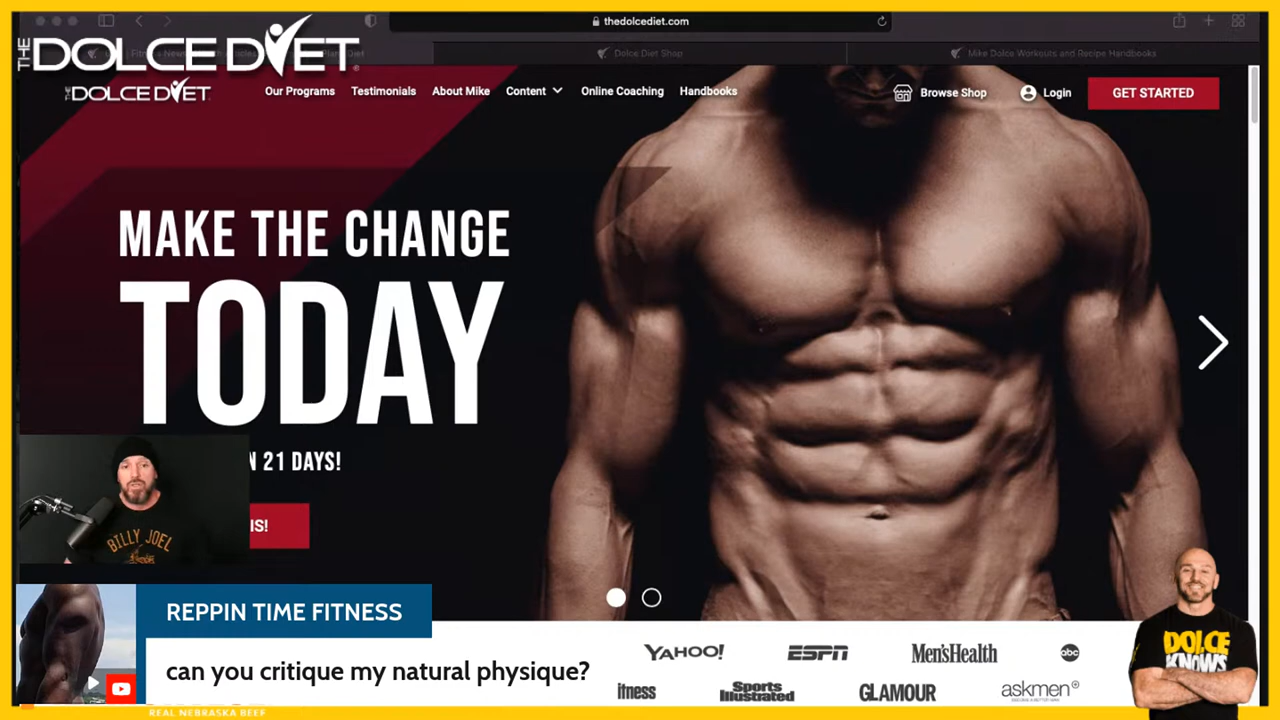 thedolcediet.com
THE DOLCE DIET
Dolce Diet Shop
Mike Dolce Workouts and Recipe Handbooks
THE DOLCE DIET
Our Programs
Testimonials
About Mike
Content
Online Coaching
Handbooks
Browse Shop
Login
GET STARTED
MAKE THE CHANGE
TODAY
N 21 DAYS!
IS!
BILLY JOEL
REPPIN TIME FITNESS
can you critique my natural physique?
YAHOO!
ESPN
Men'sHealth
abc
fitness
Sports
Illustrated
GLAMOUR
askmen
DOLCE
KNOWS
REAL NEBRASKA BEEF